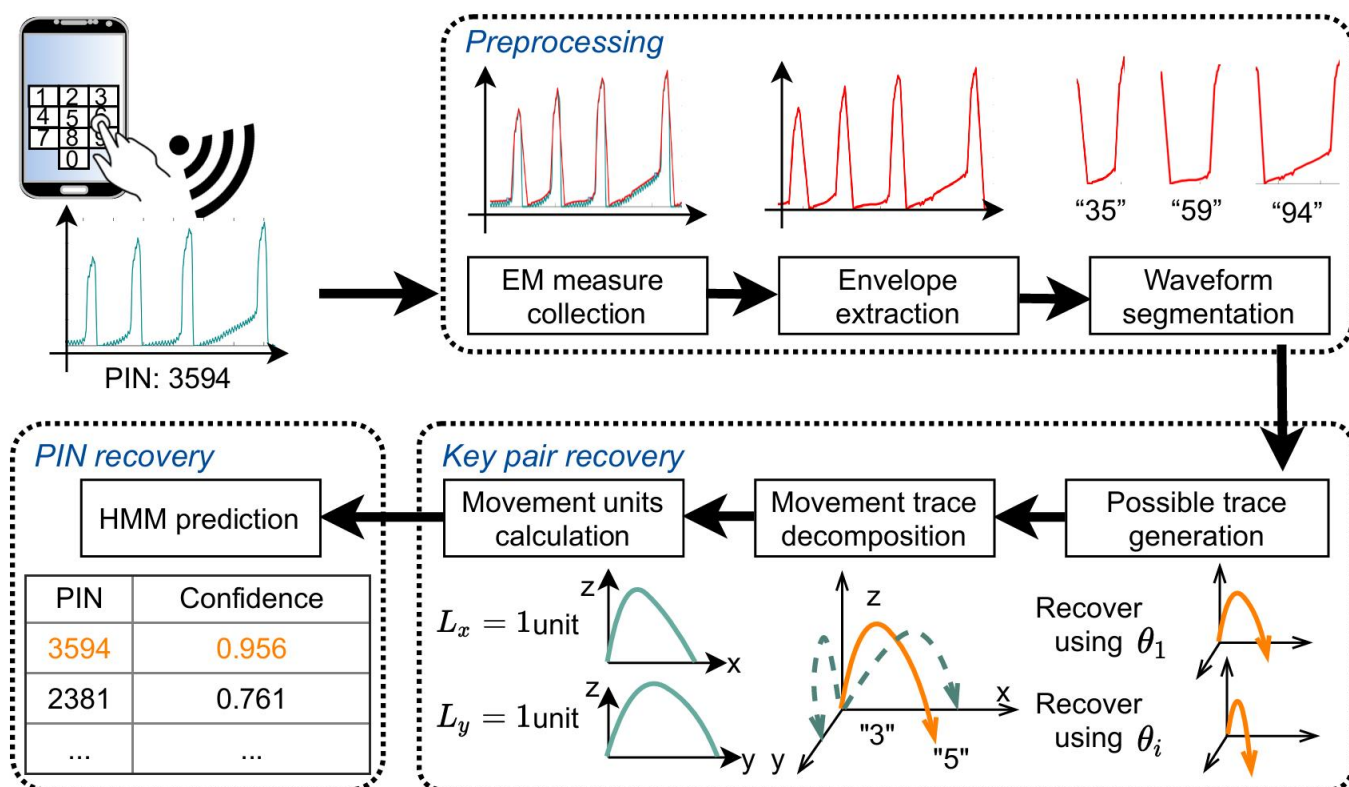 Preprocessing
1 2 3
4 5
7 8 9
0
"35" "59" "94"
EM measure
collection
Envelope
extraction
Waveform
segmentation
PIN: 3594
PIN recovery
HMM prediction
PIN Confidence
3594 0.956
2381 0.761
... ...
Key pair recovery
Movement units
calculation
Movement trace
decomposition
Possible trace
generation
L_x = 1unit
z
x
L_y = 1unit
z
y
z
x
"3"
"5"
y
Recover
using θ_1
Recover
using θ_i